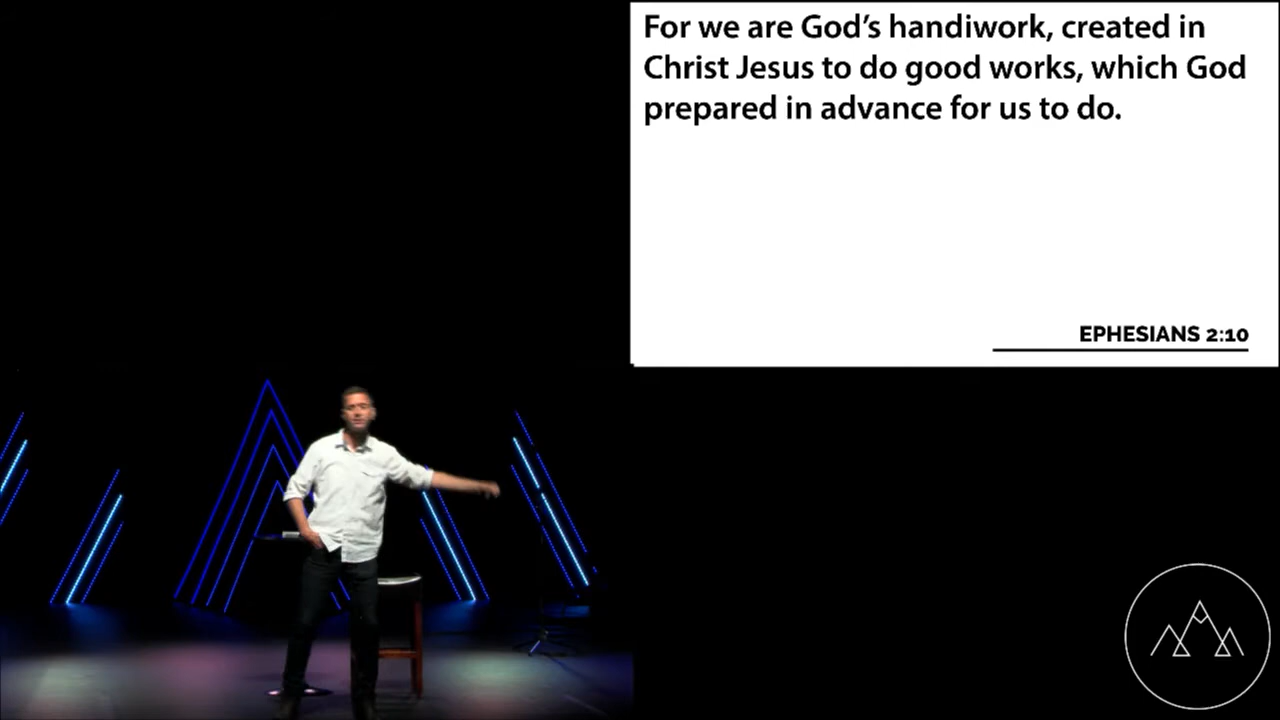 For we are God’s handiwork, created in
Christ Jesus to do good works, which God
prepared in advance for us to do.
EPHESIANS 2:10